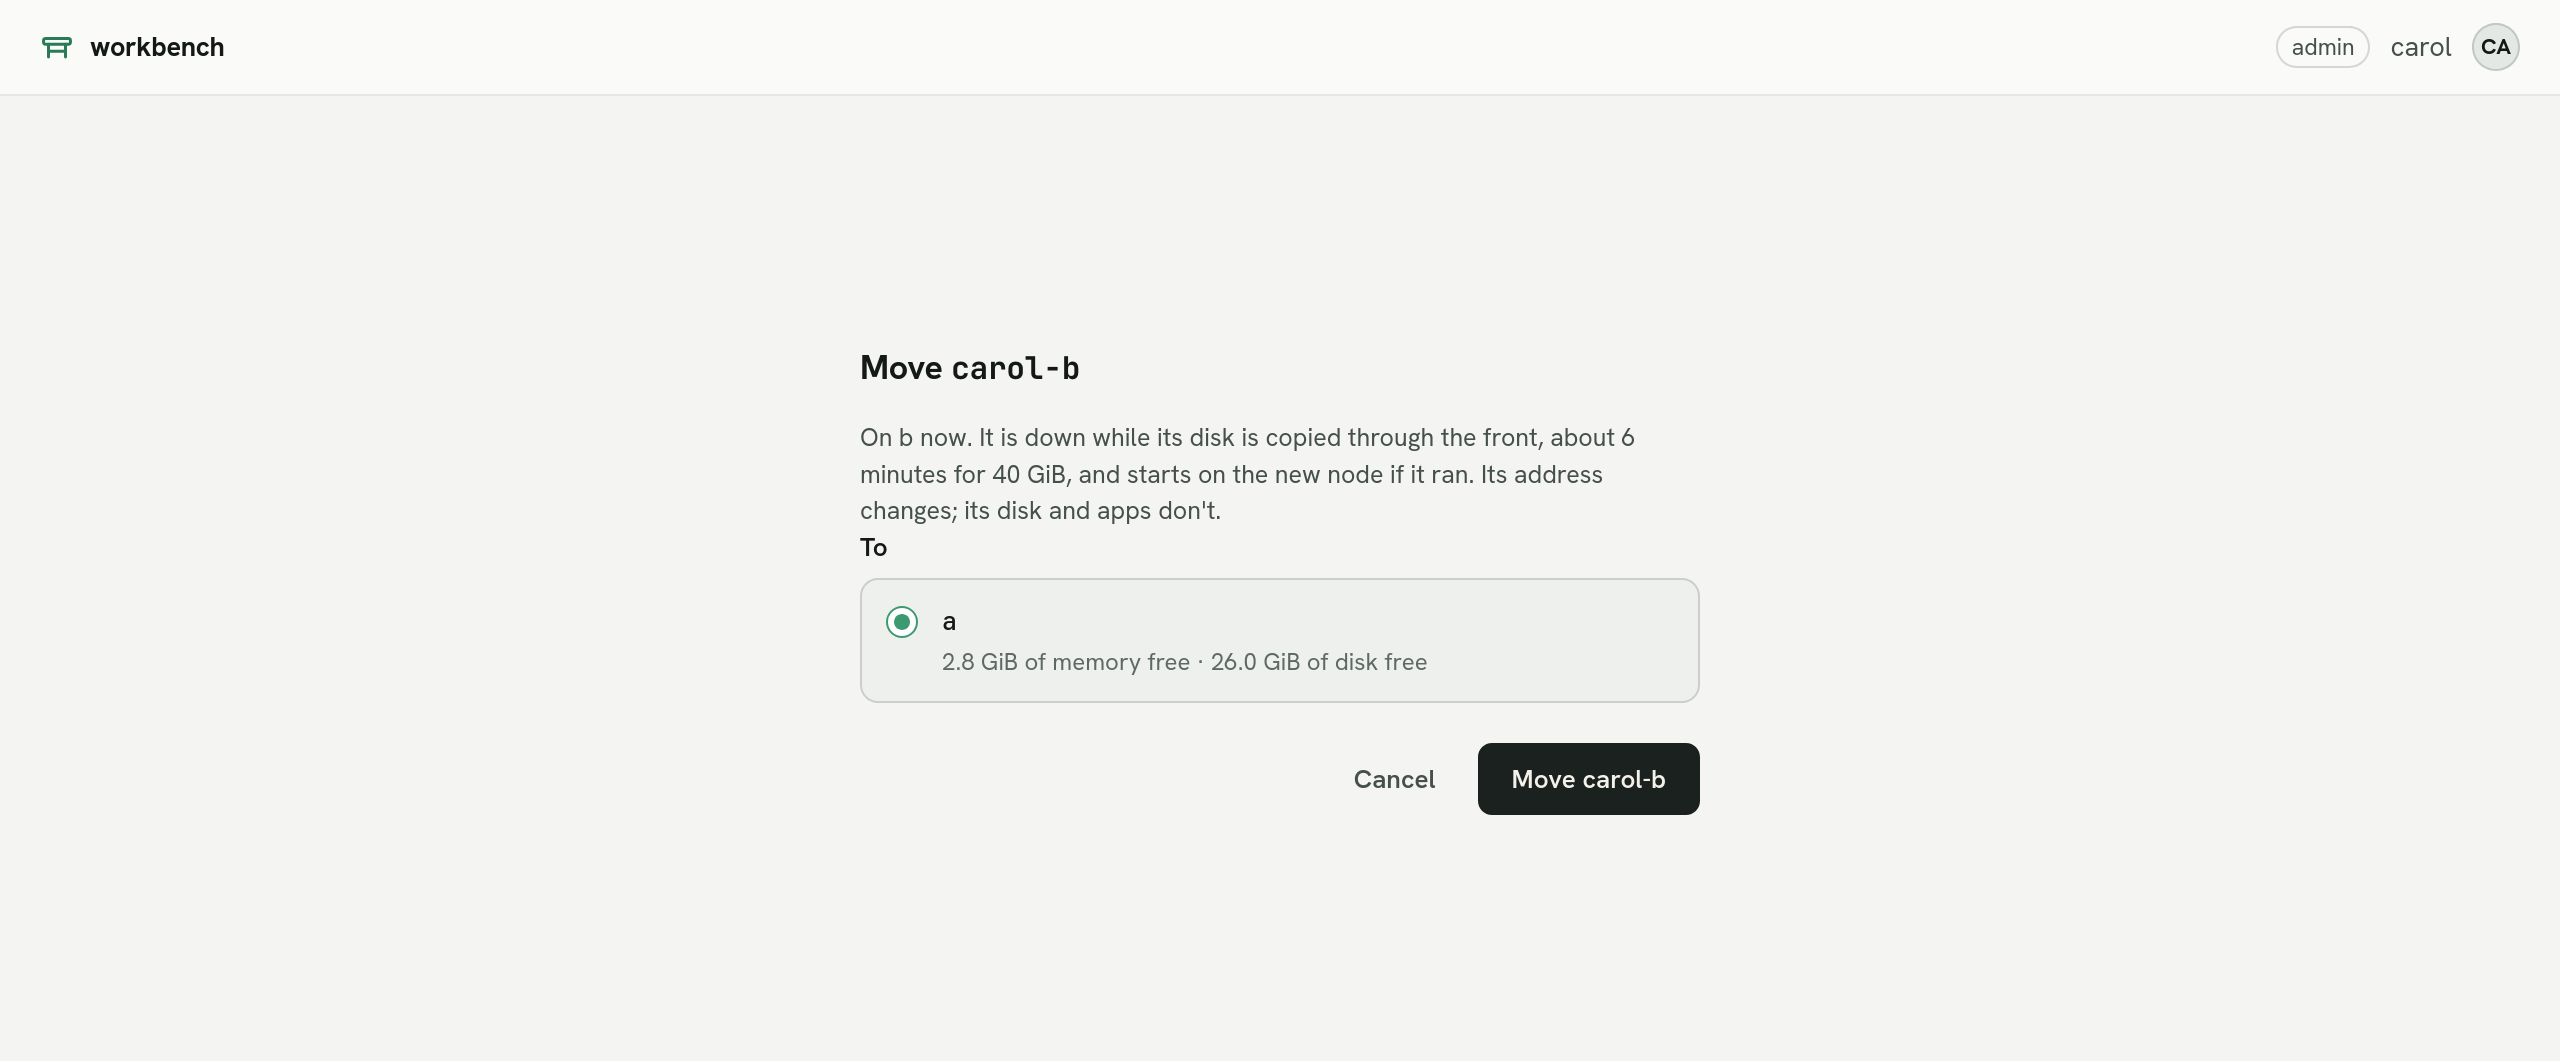 workbench
admin carol CA
Move carol-b
On b now. It is down while its disk is copied through the front, about 6
minutes for 40 GiB, and starts on the new node if it ran. Its address
changes; its disk and apps don't.
To
a
2.8 GiB of memory free · 26.0 GiB of disk free
Cancel Move carol-b